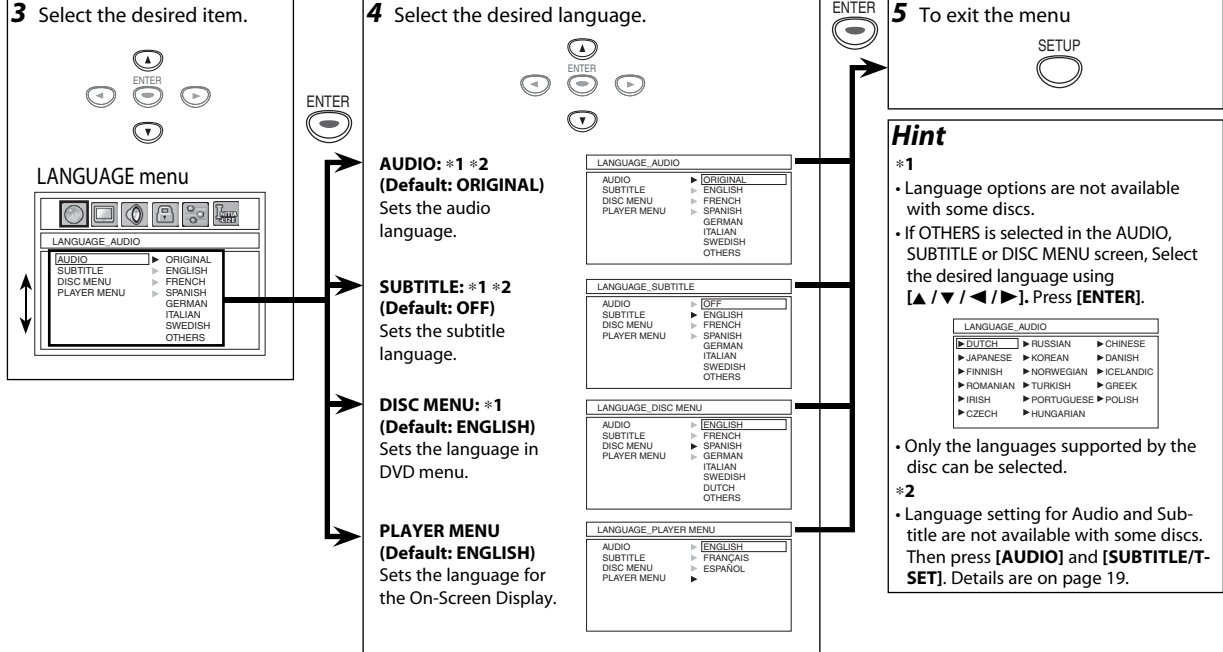 3 Select the desired item.
ENTER
LANGUAGE menu
INITIA
-LIZE
LANGUAGE_AUDIO
AUDIO ▶ ORIGINAL
SUBTITLE ▶ ENGLISH
DISC MENU ▶ FRENCH
PLAYER MENU ▶ SPANISH
GERMAN
ITALIAN
SWEDISH
OTHERS
ENTER
4 Select the desired language.
ENTER
AUDIO: *1 *2
(Default: ORIGINAL)
Sets the audio
language.
LANGUAGE_AUDIO
AUDIO ▶ ORIGINAL
SUBTITLE ▶ ENGLISH
DISC MENU ▶ FRENCH
PLAYER MENU ▶ SPANISH
GERMAN
ITALIAN
SWEDISH
OTHERS
SUBTITLE: *1 *2
(Default: OFF)
Sets the subtitle
language.
LANGUAGE_SUBTITLE
AUDIO ▶ OFF
SUBTITLE ▶ ENGLISH
DISC MENU ▶ FRENCH
PLAYER MENU ▶ SPANISH
GERMAN
ITALIAN
SWEDISH
OTHERS
DISC MENU: *1
(Default: ENGLISH)
Sets the language in
DVD menu.
LANGUAGE_DISC MENU
AUDIO ▶ ENGLISH
SUBTITLE ▶ FRENCH
DISC MENU ▶ SPANISH
PLAYER MENU ▶ GERMAN
ITALIAN
SWEDISH
DUTCH
OTHERS
PLAYER MENU
(Default: ENGLISH)
Sets the language for
the On-Screen Display.
LANGUAGE_PLAYER MENU
AUDIO ▶ ENGLISH
SUBTITLE ▶ FRANÇAIS
DISC MENU ▶ ESPAÑOL
PLAYER MENU ▶
ENTER
5 To exit the menu
SETUP
Hint
*1
• Language options are not available
with some discs.
• If OTHERS is selected in the AUDIO,
SUBTITLE or DISC MENU screen, Select
the desired language using
[▲ / ▼ / ◀ / ▶]. Press [ENTER].
LANGUAGE_AUDIO
▶ DUTCH ▶ RUSSIAN ▶ CHINESE
▶ JAPANESE ▶ KOREAN ▶ DANISH
▶ FINNISH ▶ NORWEGIAN ▶ ICELANDIC
▶ ROMANIAN ▶ TURKISH ▶ GREEK
▶ IRISH ▶ PORTUGUESE ▶ POLISH
▶ CZECH ▶ HUNGARIAN
• Only the languages supported by the
disc can be selected.
*2
• Language setting for Audio and Sub-
title are not available with some discs.
Then press [AUDIO] and [SUBTITLE/T-
SET]. Details are on page 19.